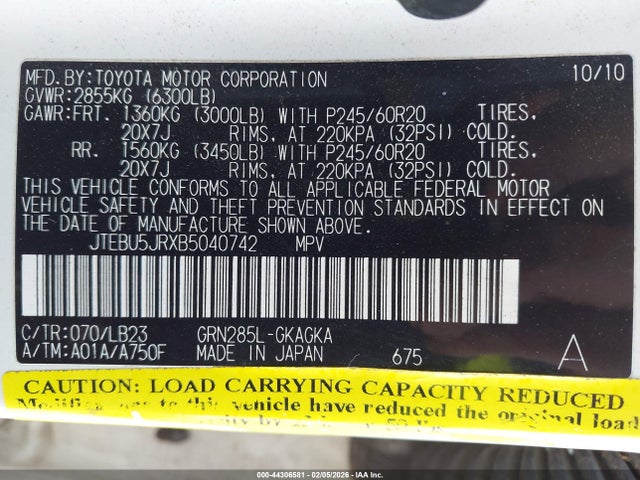 MFD.BY:TOYOTA MOTOR CORPORATION 10/10
GVWR:2855KG (6300LB)
GAWR:FRT. 1360KG (3000LB) WITH P245/60R20 TIRES,
20X7J RIMS, AT 220KPA (32PSI) COLD.
RR. 1560KG (3450LB) WITH P245/60R20 TIRES,
20X7J RIMS, AT 220KPA (32PSI) COLD.
THIS VEHICLE CONFORMS TO ALL APPLICABLE FEDERAL MOTOR
VEHICLE SAFETY AND THEFT PREVENTION STANDARDS IN EFFECT ON
THE DATE OF MANUFACTURE SHOWN ABOVE.
JTEBU5JRXB5040742 MPV
C/TR:070/LB23 GRN285L-GKAGKA
A/TM:A01A/A750F MADE IN JAPAN 675 A
CAUTION: LOAD CARRYING CAPACITY REDUCED
to this vehicle have reduced the original load
by
000-44306581 - 02/05/2026 - COPYRIGHT IAA